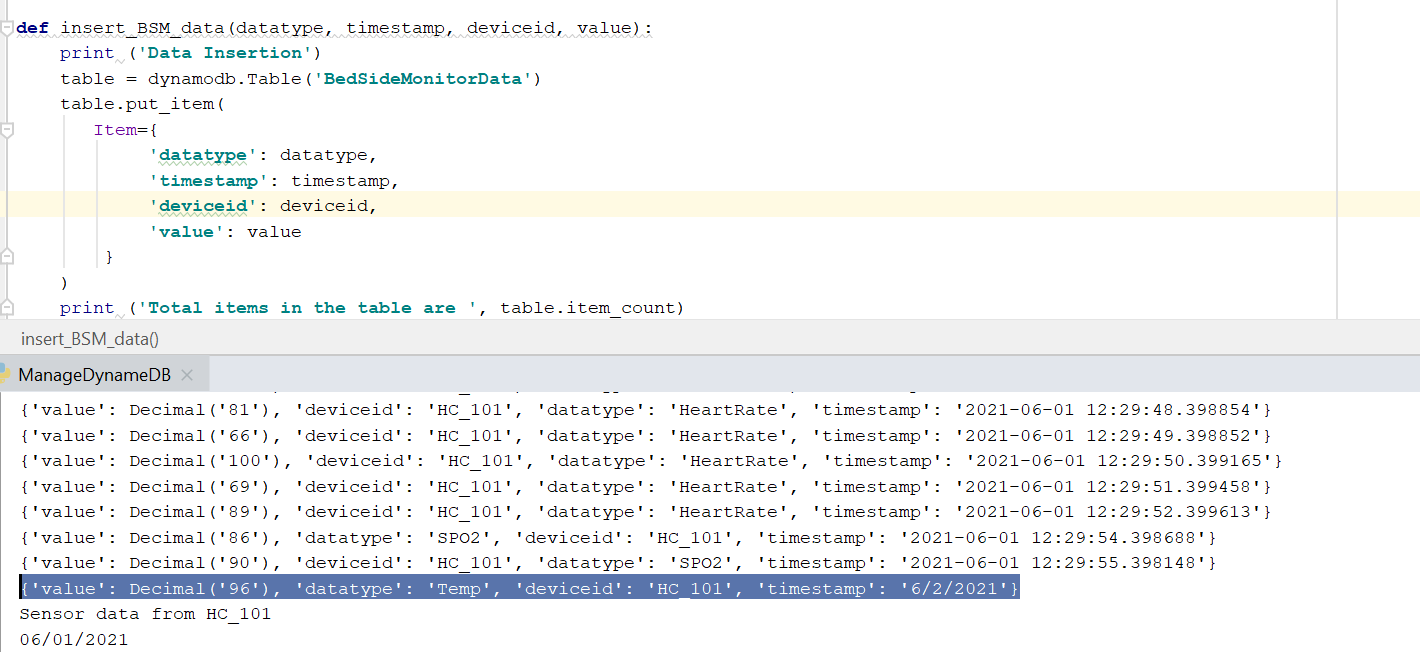 def insert_BSM_data(datatype, timestamp, deviceid, value):
    print ('Data Insertion')
    table = dynamodb.Table('BedSideMonitorData')
    table.put_item(
       Item={
            'datatype': datatype,
            'timestamp': timestamp,
            'deviceid': deviceid,
            'value': value
        }
    )
    print ('Total items in the table are ', table.item_count)
insert_BSM_data()
ManageDynameDB
{'value': Decimal('81'), 'deviceid': 'HC_101', 'datatype': 'HeartRate', 'timestamp': '2021-06-01 12:29:48.398854'}
{'value': Decimal('66'), 'deviceid': 'HC_101', 'datatype': 'HeartRate', 'timestamp': '2021-06-01 12:29:49.398852'}
{'value': Decimal('100'), 'deviceid': 'HC_101', 'datatype': 'HeartRate', 'timestamp': '2021-06-01 12:29:50.399165'}
{'value': Decimal('69'), 'deviceid': 'HC_101', 'datatype': 'HeartRate', 'timestamp': '2021-06-01 12:29:51.399458'}
{'value': Decimal('89'), 'deviceid': 'HC_101', 'datatype': 'HeartRate', 'timestamp': '2021-06-01 12:29:52.399613'}
{'value': Decimal('86'), 'datatype': 'SPO2', 'deviceid': 'HC_101', 'timestamp': '2021-06-01 12:29:54.398688'}
{'value': Decimal('90'), 'deviceid': 'HC_101', 'datatype': 'SPO2', 'timestamp': '2021-06-01 12:29:55.398148'}
{'value': Decimal('96'), 'datatype': 'Temp', 'deviceid': 'HC_101', 'timestamp': '6/2/2021'}
Sensor data from HC_101
06/01/2021